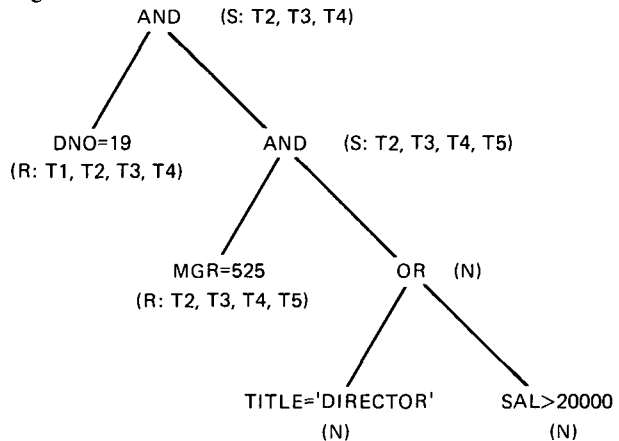 AND (S: T2, T3, T4)
DNO=19 AND (S: T2, T3, T4, T5)
(R: T1, T2, T3, T4)
MGR=525 OR (N)
(R: T2, T3, T4, T5)
TITLE='DIRECTOR' SAL>20000
(N) (N)